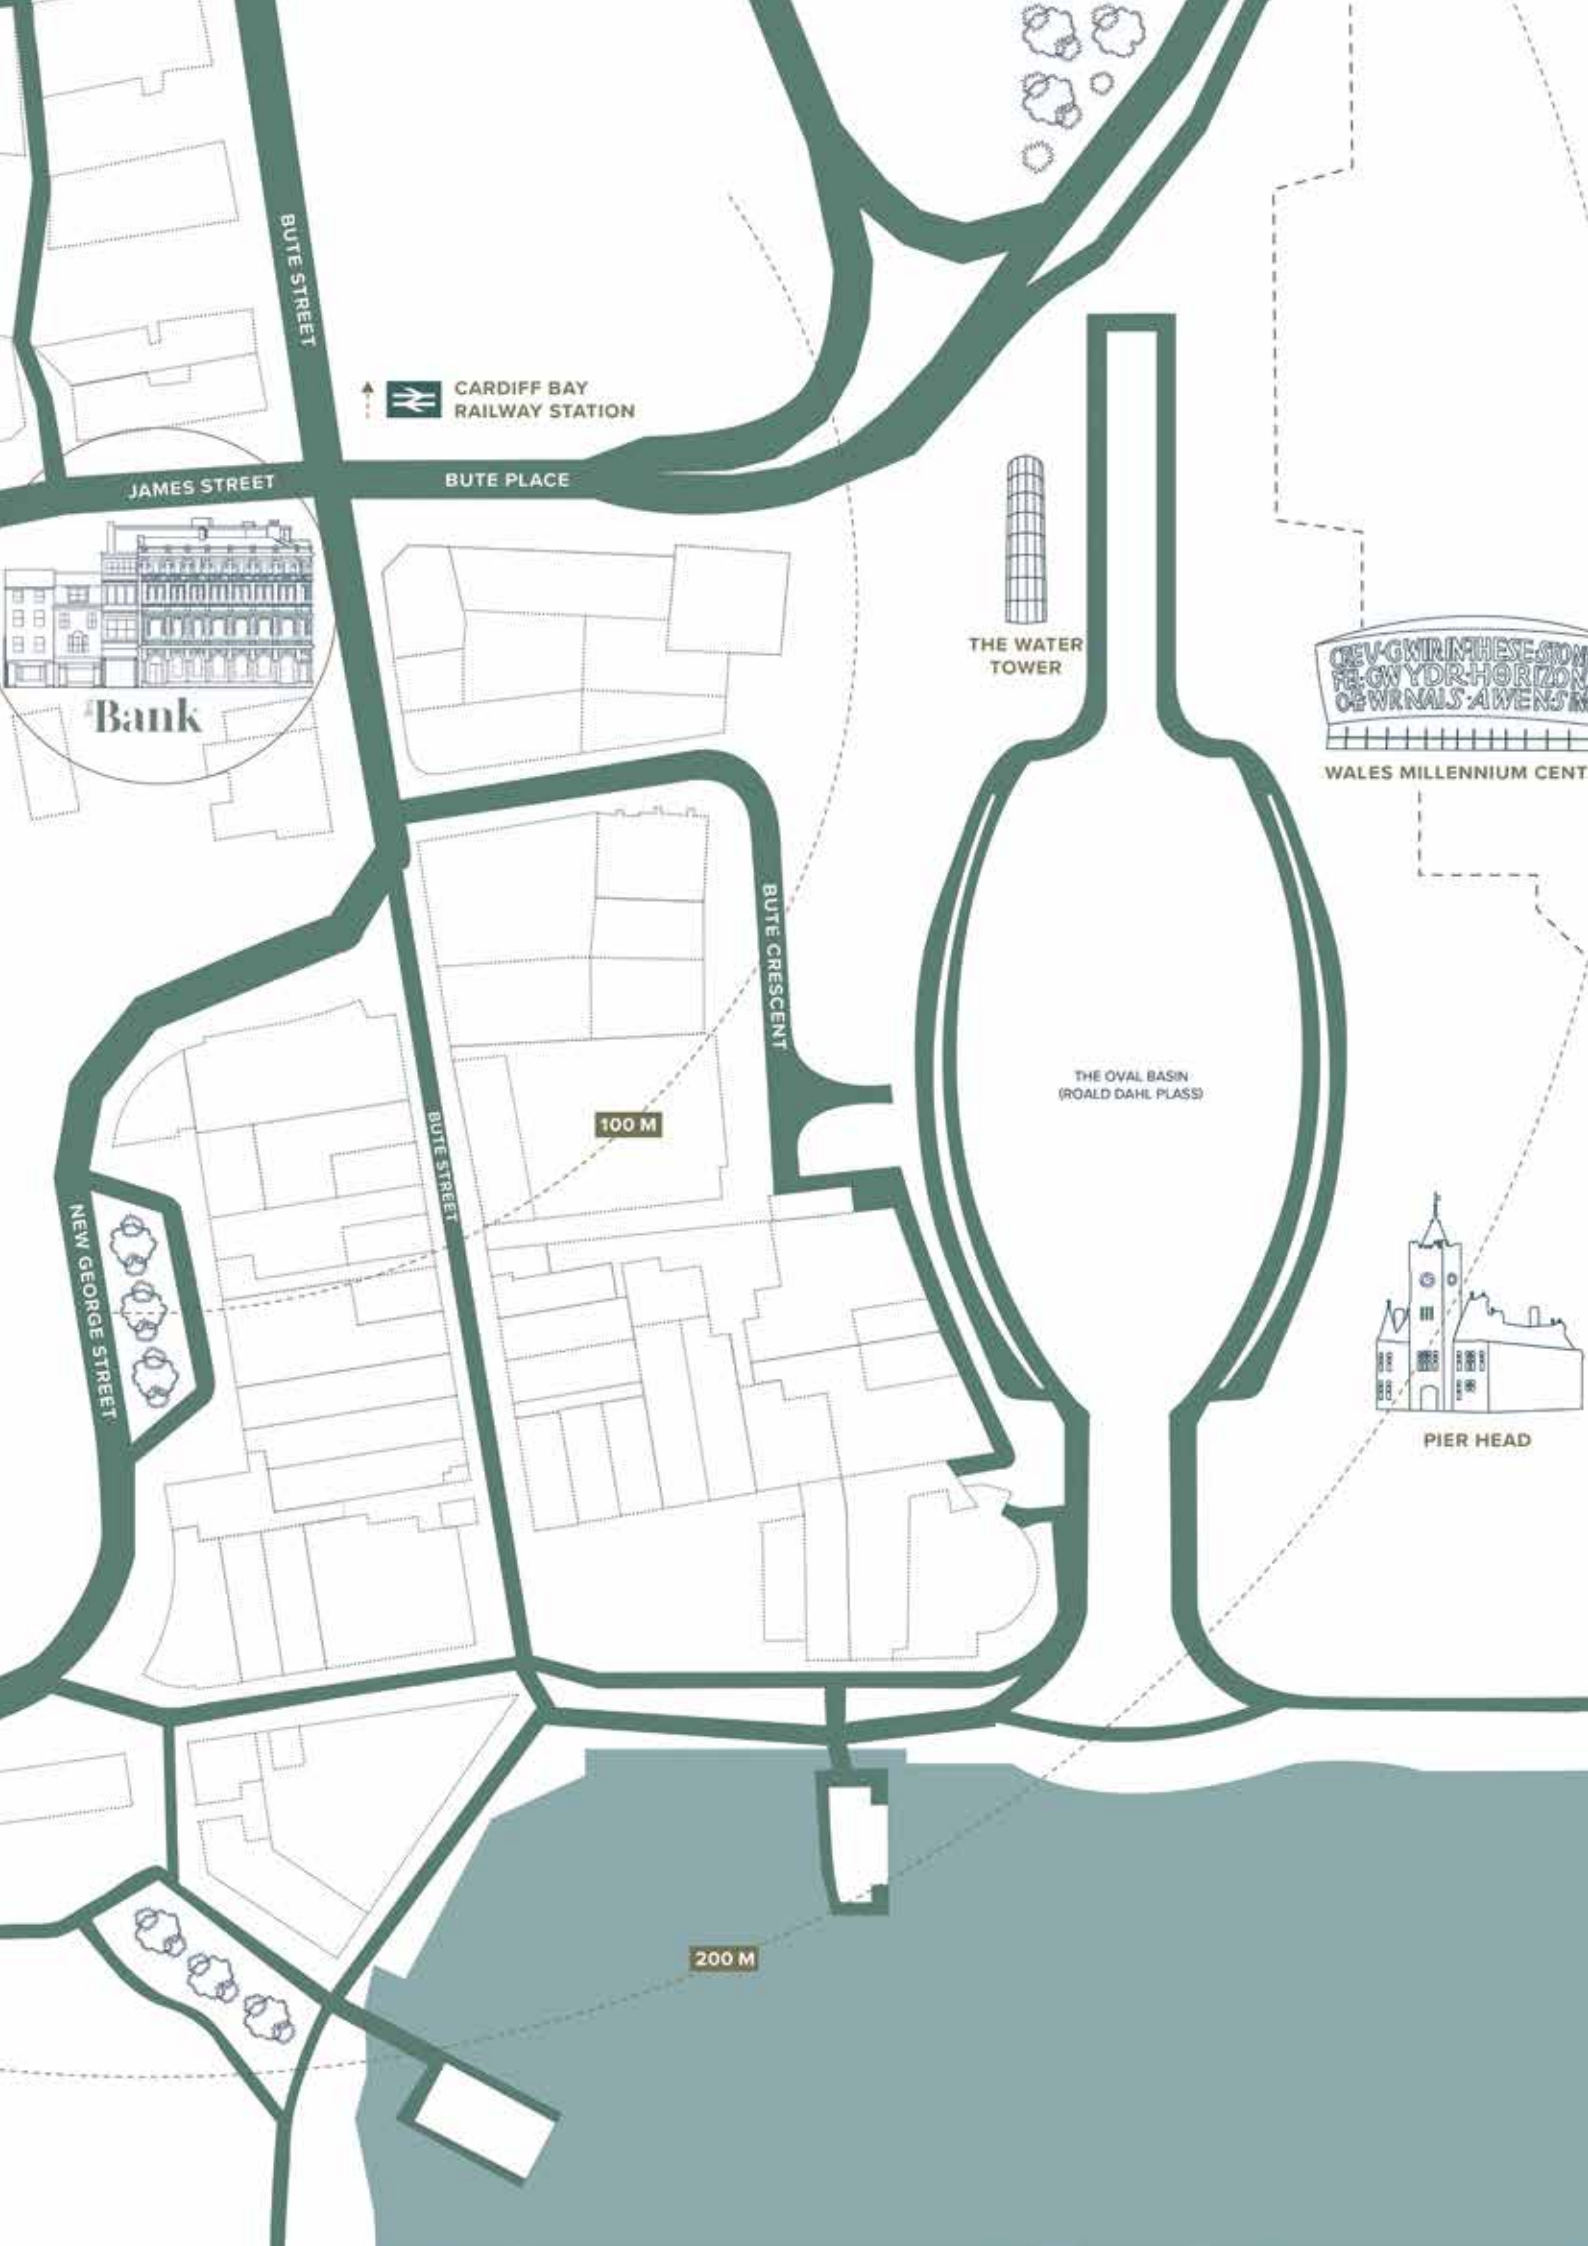 BUTE STREET
CARDIFF BAY
RAILWAY STATION
JAMES STREET
BUTE PLACE
THE WATER
TOWER
The Bank
WALES MILLENNIUM CENT
BUTE CRESCENT
THE OVAL BASIN
(ROALD DAHL PLASS)
100 M
BUTE STREET
NEW GEORGE STREET
PIER HEAD
200 M